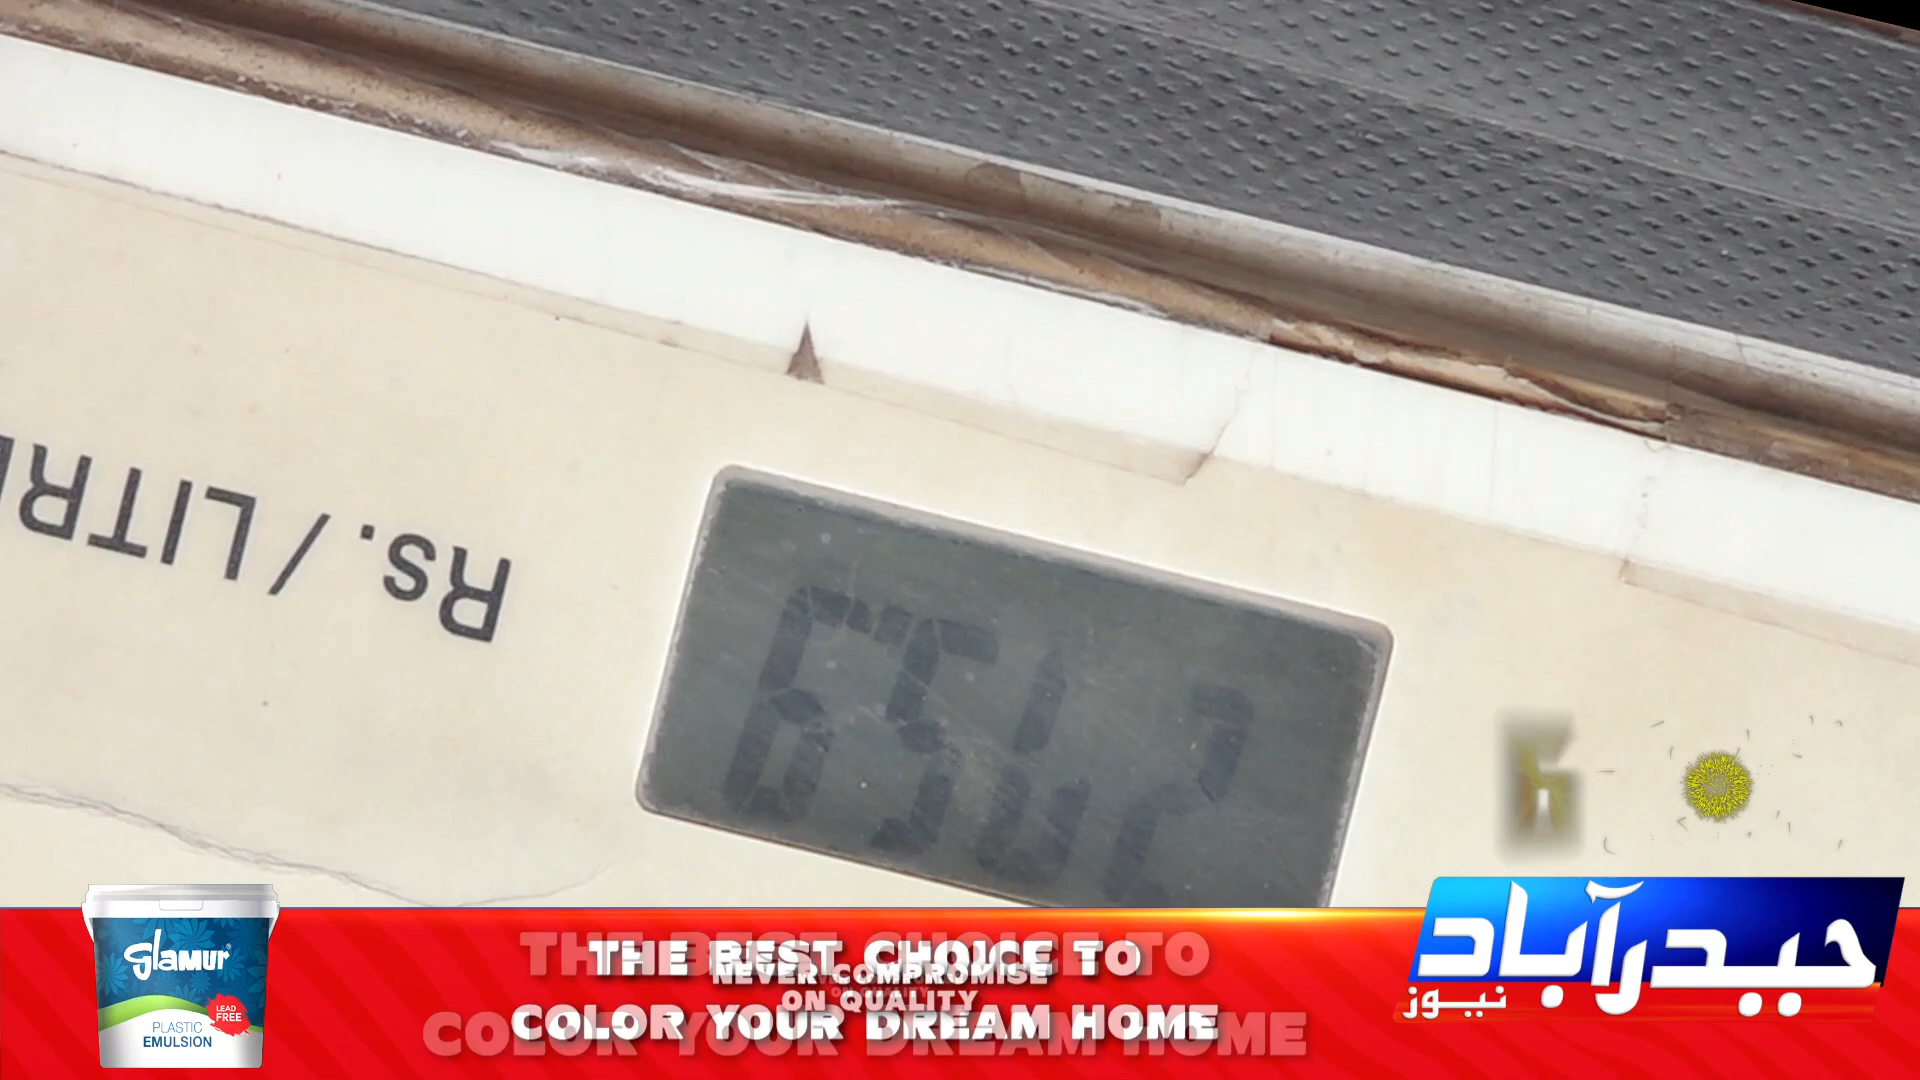 Rs. / LITR
glamur
LEAD
FREE
PLASTIC
EMULSION
THE BEST CHOICE TO
COLOR YOUR DREAM HOME
NEVER COMPROMISE
ON QUALITY
حیدرآباد
نیوز